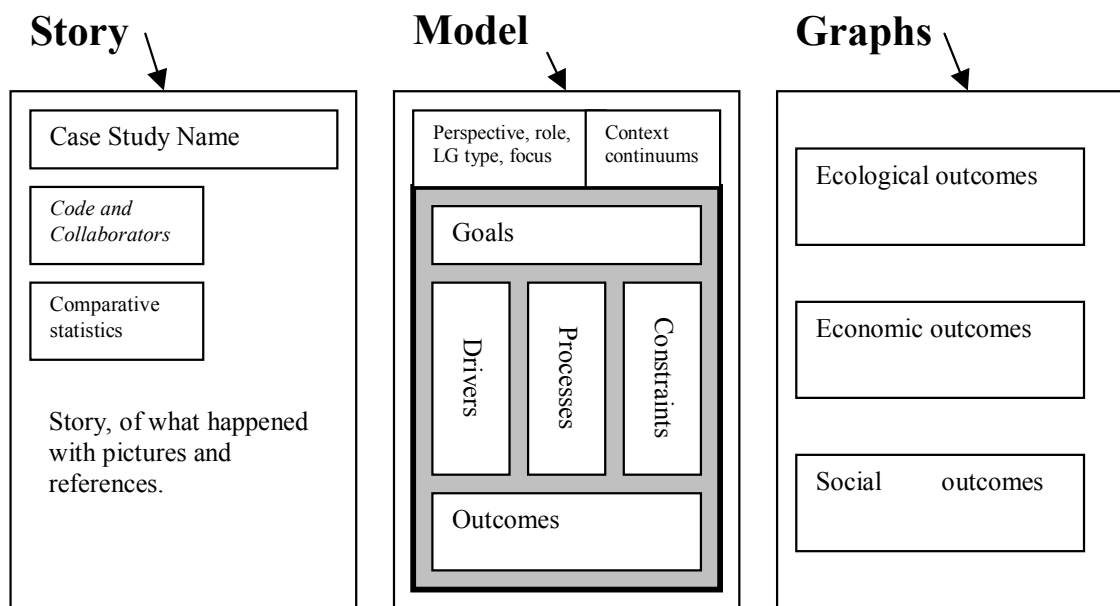 Story
Case Study Name
Code and
Collaborators
Comparative
statistics
Story, of what happened
with pictures and
references.
Model
Perspective, role,
LG type, focus
Context
continuums
Goals
Drivers
Processes
Constraints
Outcomes
Graphs
Ecological outcomes
Economic outcomes
Social outcomes